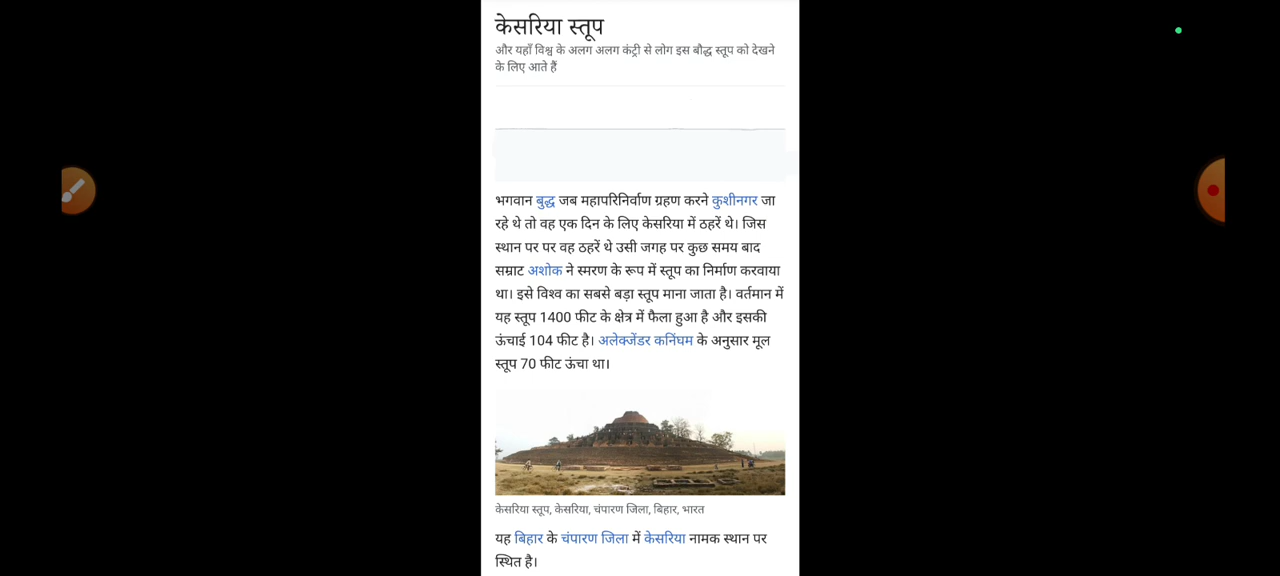 केसरिया स्तूप
और यहाँ विश्व के अलग अलग कंट्री से लोग इस बौद्ध स्तूप को देखने
के लिए आते हैं
भगवान बुद्ध जब महापरिनिर्वाण ग्रहण करने कुशीनगर जा
रहे थे तो वह एक दिन के लिए केसरिया में ठहरें थे। जिस
स्थान पर पर वह ठहरें थे उसी जगह पर कुछ समय बाद
सम्राट अशोक ने स्मरण के रूप में स्तूप का निर्माण करवाया
था। इसे विश्व का सबसे बड़ा स्तूप माना जाता है। वर्तमान में
यह स्तूप 1400 फीट के क्षेत्र में फैला हुआ है और इसकी
ऊंचाई 104 फीट है। अलेक्जेंडर कनिंघम के अनुसार मूल
स्तूप 70 फीट ऊंचा था।
केसरिया स्तूप, केसरिया, चंपारण जिला, बिहार, भारत
यह बिहार के चंपारण जिला में केसरिया नामक स्थान पर
स्थित है।